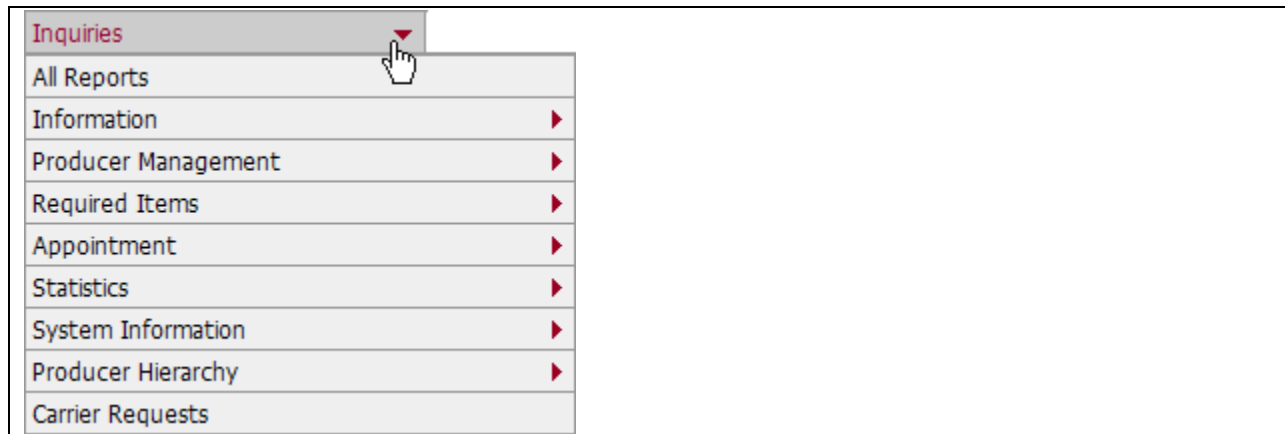 Inquiries
All Reports
Information
Producer Management
Required Items
Appointment
Statistics
System Information
Producer Hierarchy
Carrier Requests